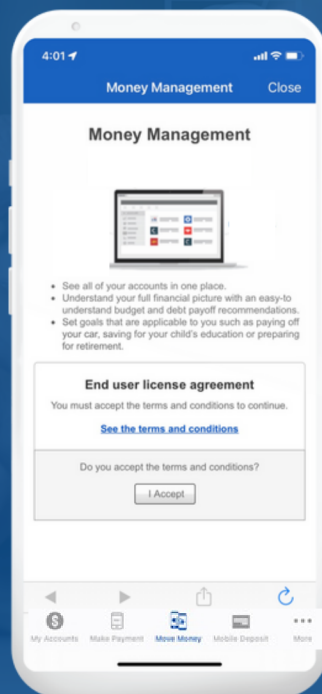 4:01
Money Management
Close
Money Management
See all of your accounts in one place.
Understand your full financial picture with an easy-to
understand budget and debt payoff recommendations.
Set goals that are applicable to you such as paying off
your car, saving for your child's education or preparing
for retirement.
End user license agreement
You must accept the terms and conditions to continue.
See the terms and conditions
Do you accept the terms and conditions?
I Accept
My Accounts
Make Payment
Move Money
Mobile Deposit
More